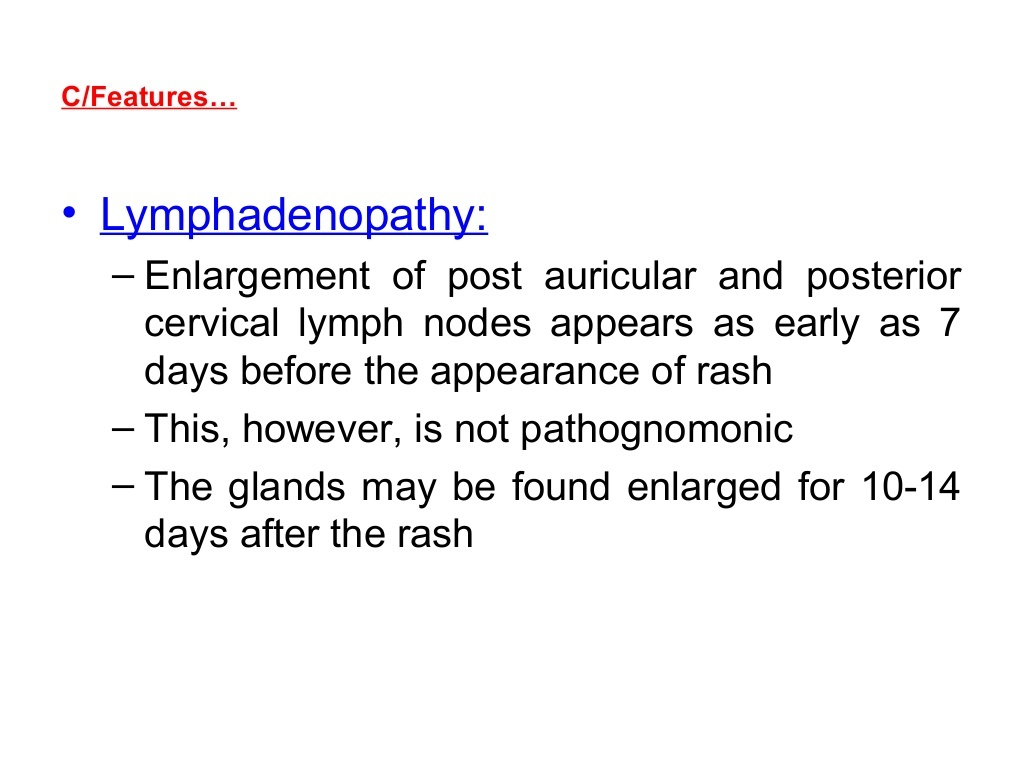 C/Features…
• Lymphadenopathy:
– Enlargement of post auricular and posterior
cervical lymph nodes appears as early as 7
days before the appearance of rash
– This, however, is not pathognomonic
– The glands may be found enlarged for 10-14
days after the rash